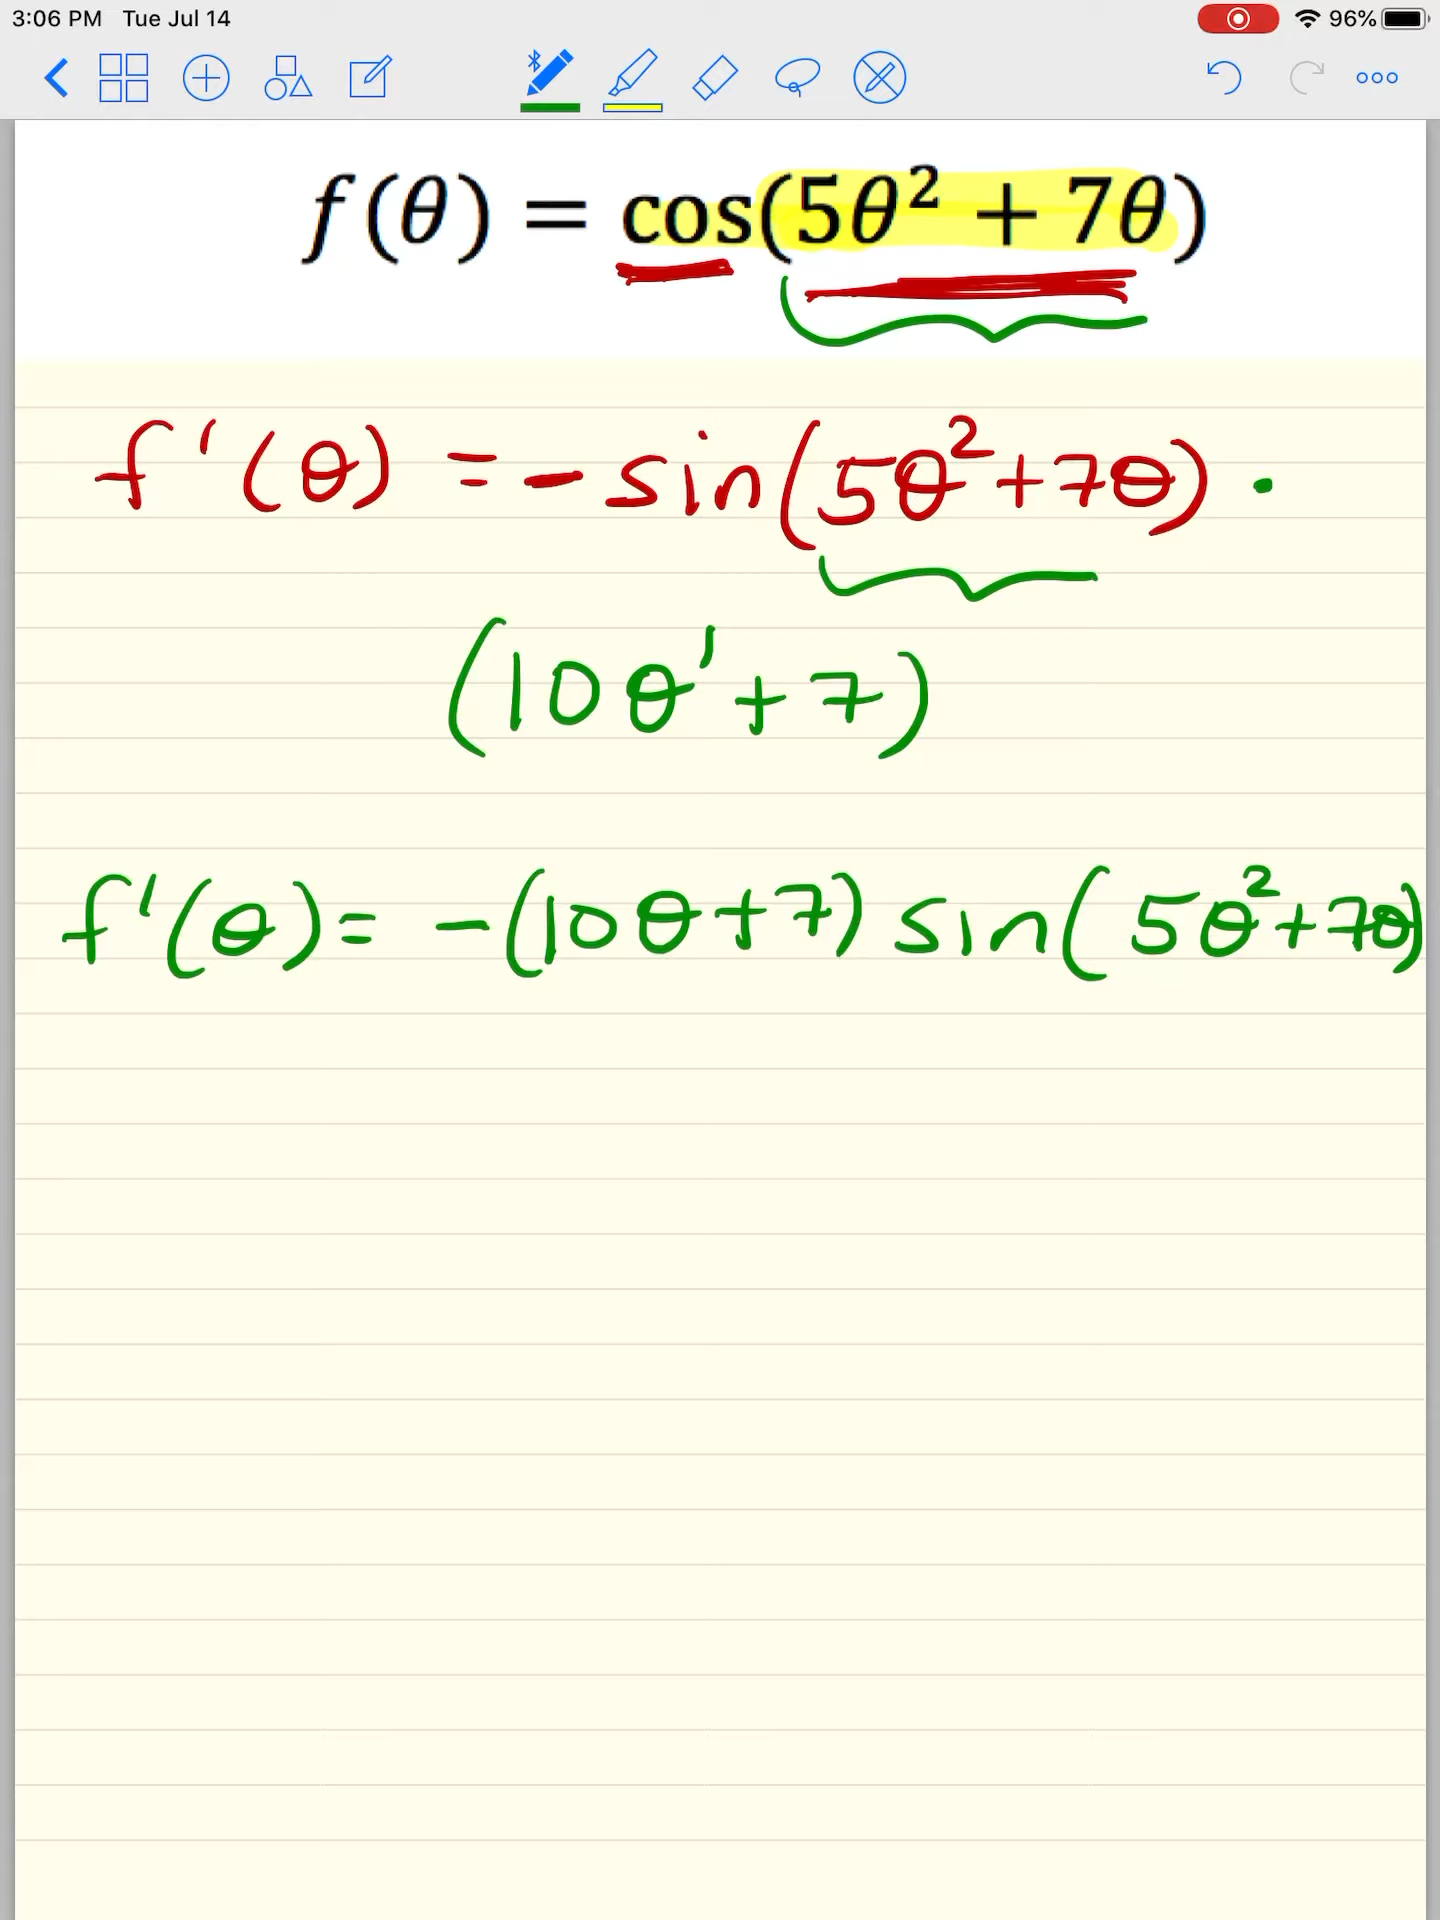 3:06 PM Tue Jul 14 96%
f(θ) = cos(5θ² + 7θ)
f'(θ) = - sin(5θ²+7θ) ·
(10θ¹+7)
f'(θ) = -(10θ+7) sin(5θ²+7θ)